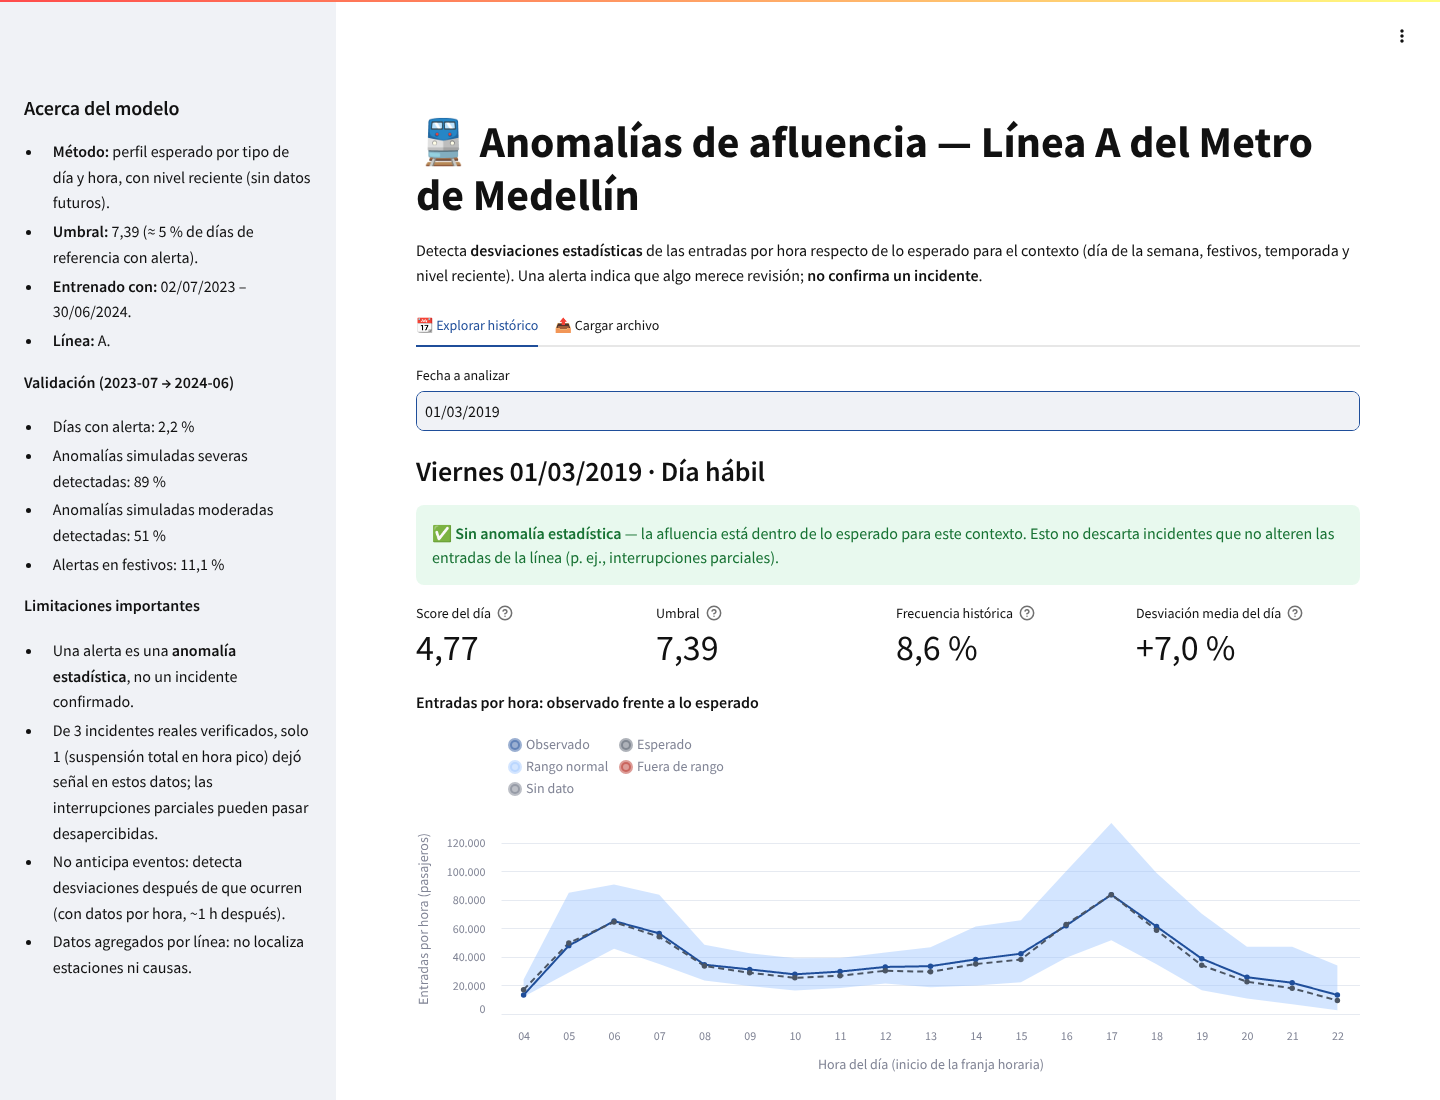 Acerca del modelo
Método: perfil esperado por tipo de
día y hora, con nivel reciente (sin datos
futuros).
Umbral: 7,39 (≈ 5 % de días de
referencia con alerta).
Entrenado con: 02/07/2023 –
30/06/2024.
Línea: A.
Validación (2023-07 → 2024-06)
Días con alerta: 2,2 %
Anomalías simuladas severas
detectadas: 89 %
Anomalías simuladas moderadas
detectadas: 51 %
Alertas en festivos: 11,1 %
Limitaciones importantes
Una alerta es una anomalía
estadística, no un incidente
confirmado.
De 3 incidentes reales verificados, solo
1 (suspensión total en hora pico) dejó
señal en estos datos; las
interrupciones parciales pueden pasar
desapercibidas.
No anticipa eventos: detecta
desviaciones después de que ocurren
(con datos por hora, ~1 h después).
Datos agregados por línea: no localiza
estaciones ni causas.
Anomalías de afluencia — Línea A del Metro
de Medellín
Detecta desviaciones estadísticas de las entradas por hora respecto de lo esperado para el contexto (día de la semana, festivos, temporada y
nivel reciente). Una alerta indica que algo merece revisión; no confirma un incidente.
Explorar histórico Cargar archivo
Fecha a analizar
01/03/2019
Viernes 01/03/2019 · Día hábil
✅ Sin anomalía estadística — la afluencia está dentro de lo esperado para este contexto. Esto no descarta incidentes que no alteren las
entradas de la línea (p. ej., interrupciones parciales).
Score del día Umbral Frecuencia histórica Desviación media del día
4,77 7,39 8,6 % +7,0 %
Entradas por hora: observado frente a lo esperado
Observado Esperado
Rango normal Fuera de rango
Sin dato
Entradas por hora (pasajeros)
120.000
100.000
80.000
60.000
40.000
20.000
0
04 05 06 07 08 09 10 11 12 13 14 15 16 17 18 19 20 21 22
Hora del día (inicio de la franja horaria)